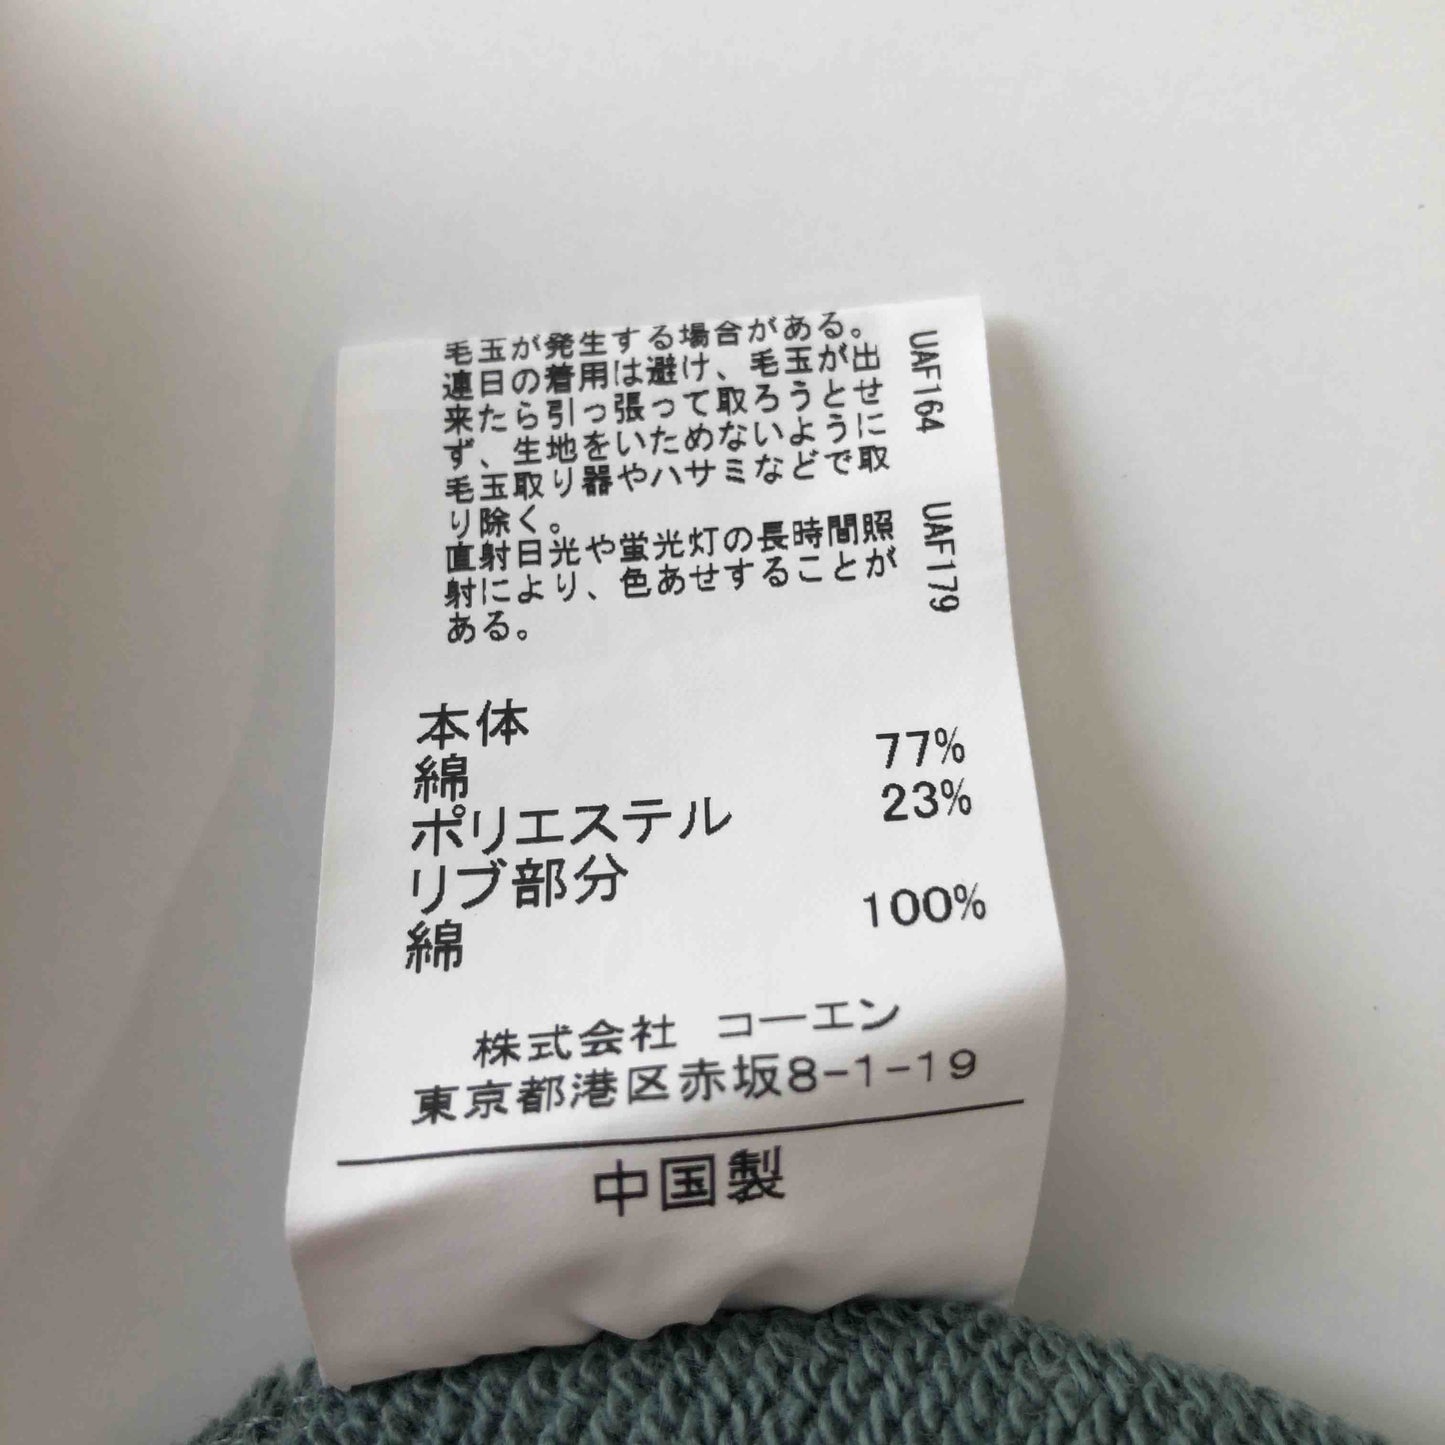 毛玉が発生する場合がある。
連日の着用は避け、毛玉が出
来たら引っ張って取ろうとせ
ず、生地をいためないように
毛玉取り器やハサミなどで取
り除く。
直射日光や蛍光灯の長時間照
射により、色あせすることが
ある。
UAF164
UAF179
本体
綿 77%
ポリエステル 23%
リブ部分
綿 100%
株式会社 コーエン
東京都港区赤坂8-1-19
中国製